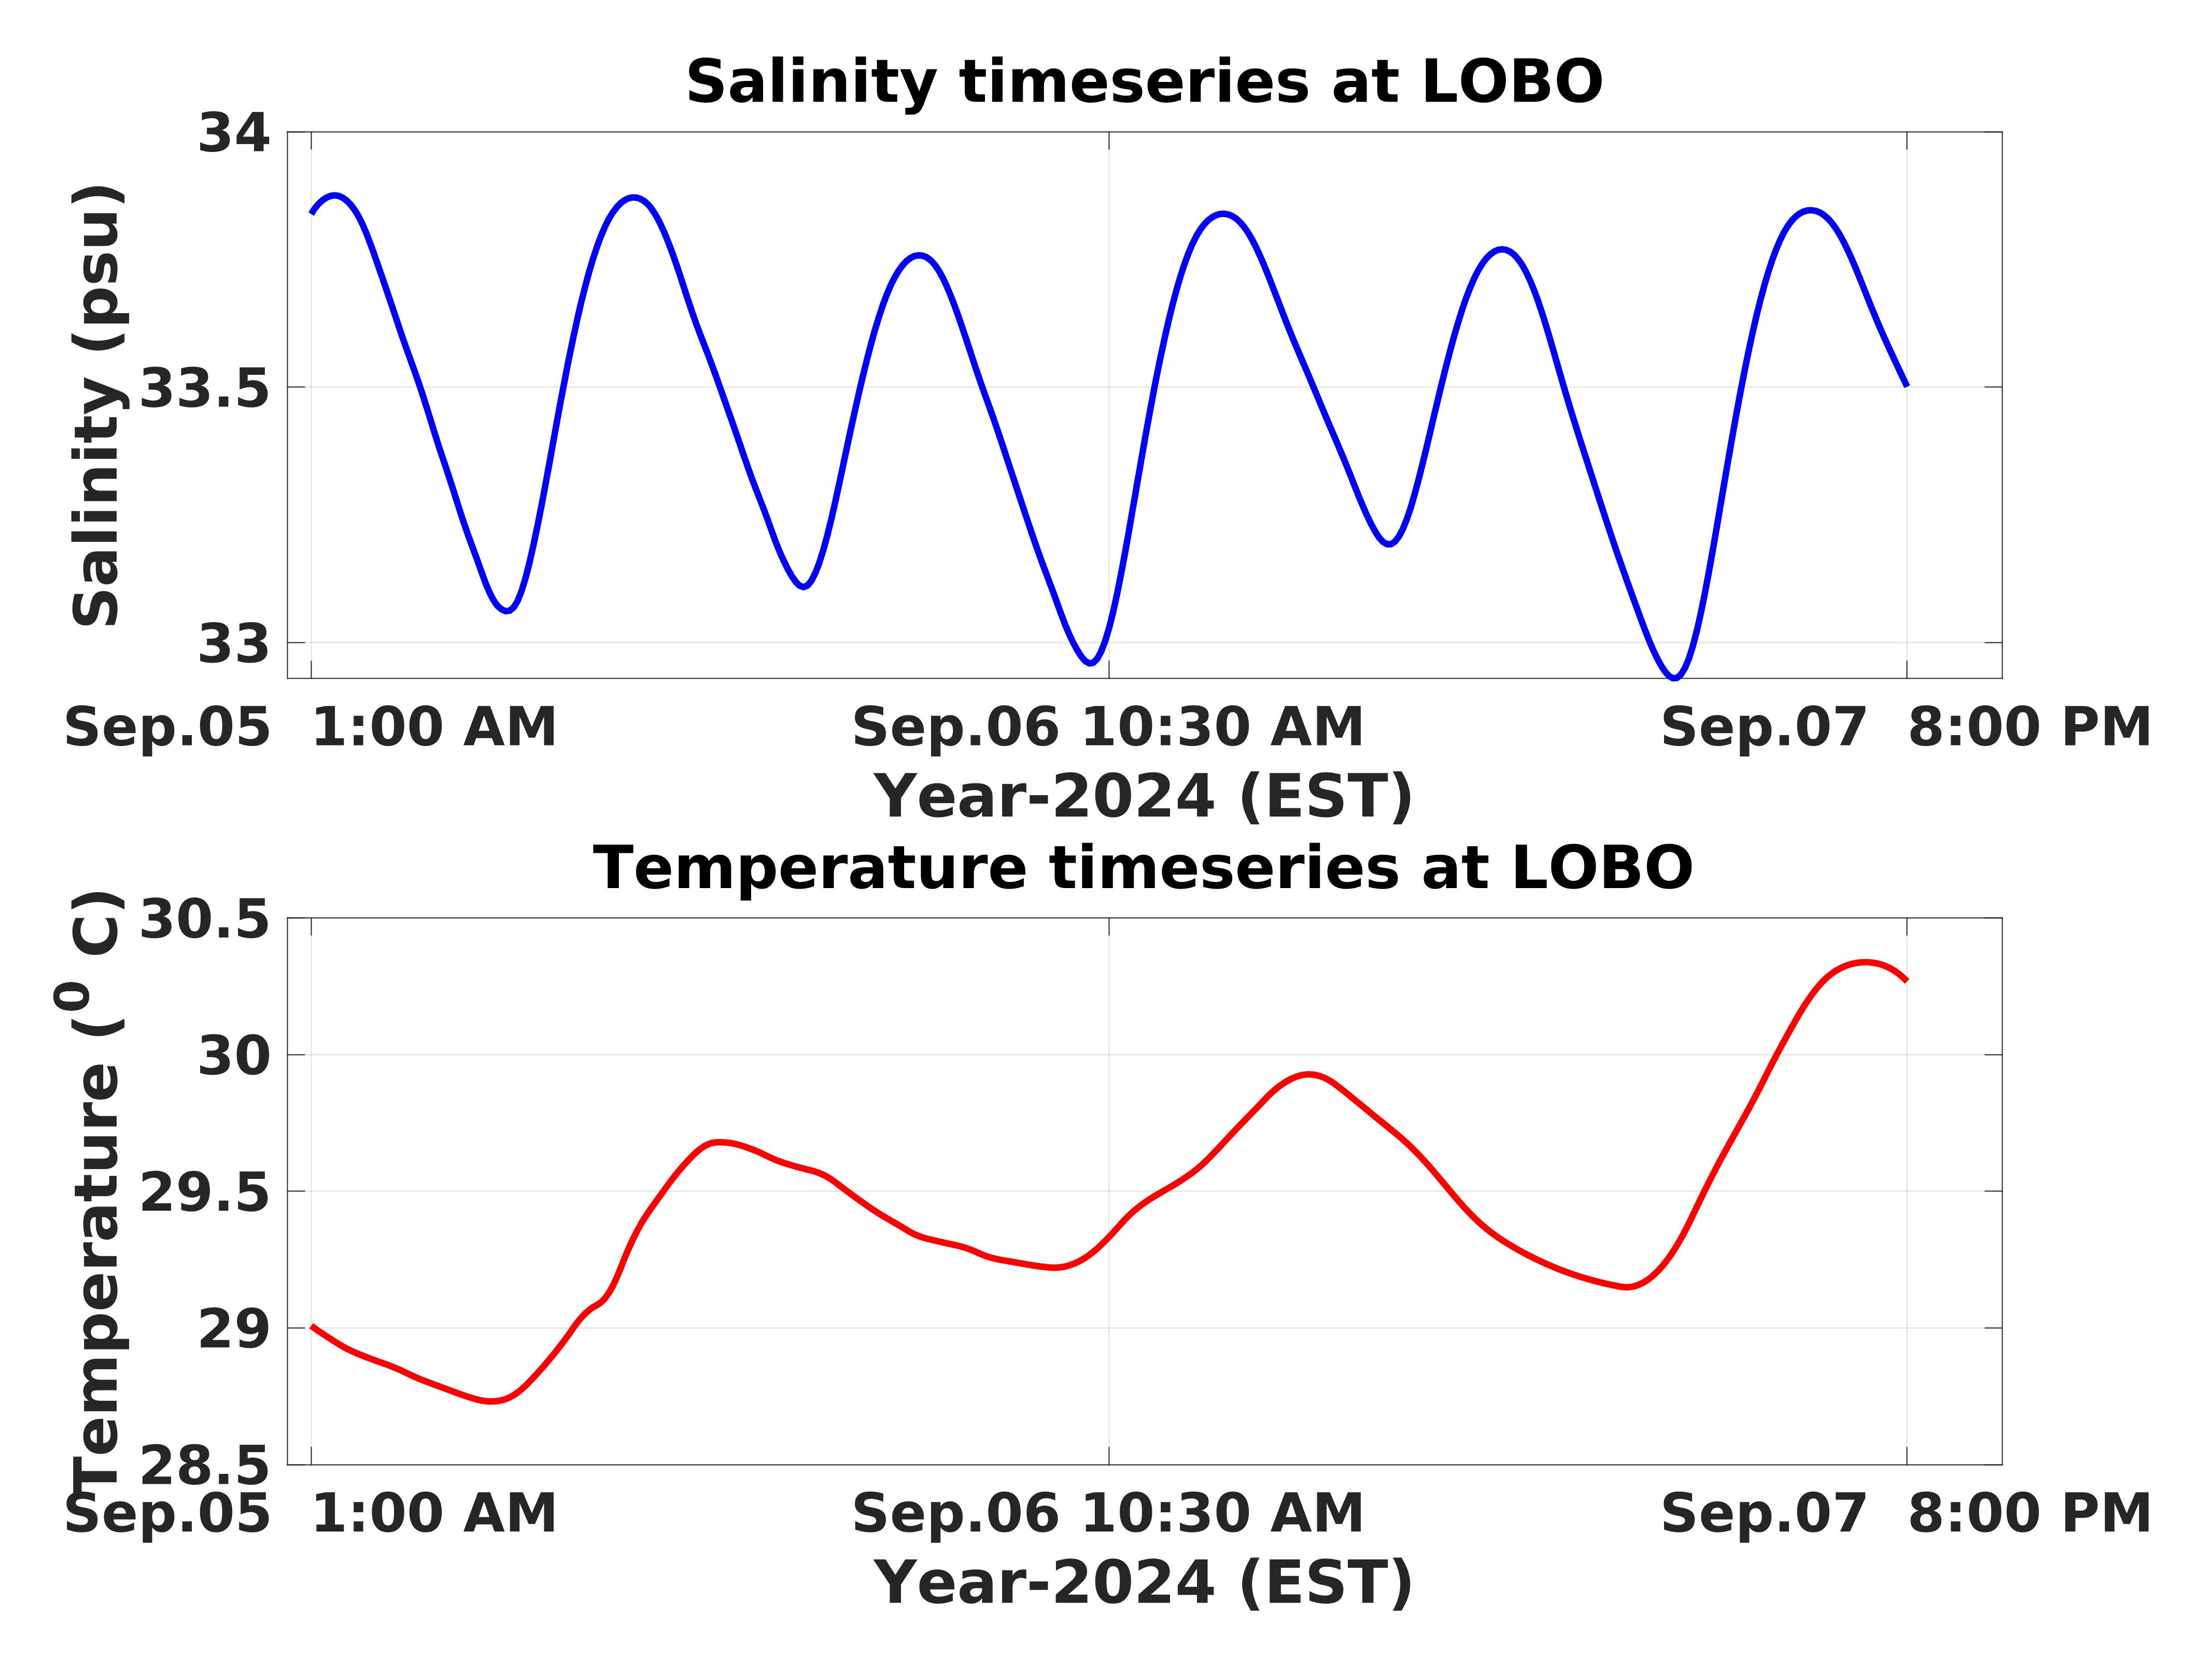 Salinity timeseries at LOBO
Salinity (psu)
34
33.5
33
Sep.05 1:00 AM Sep.06 10:30 AM Sep.07 8:00 PM
Year-2024 (EST)
Temperature timeseries at LOBO
Temperature (⁰ C)
30.5
30
29.5
29
28.5
Sep.05 1:00 AM Sep.06 10:30 AM Sep.07 8:00 PM
Year-2024 (EST)